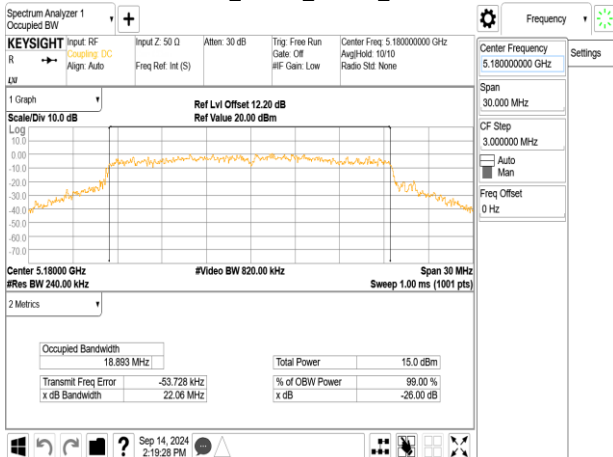 Spectrum Analyzer 1
Occupied BW
+
Frequency
KEYSIGHT
R
Input: RF
Coupling: DC
Align: Auto
Input Z: 50 Ω
Freq Ref: Int (S)
Atten: 30 dB
Trig: Free Run
Gate: Off
#IF Gain: Low
Center Freq: 5.180000000 GHz
Avg|Hold: 10/10
Radio Std: None
LXI
Center Frequency
5.180000000 GHz
Settings
Span
30.000 MHz
CF Step
3.000000 MHz
Auto
Man
Freq Offset
0 Hz
1 Graph
Scale/Div 10.0 dB
Ref Lvl Offset 12.20 dB
Ref Value 20.00 dBm
Log
10.0
0.00
-10.0
-20.0
-30.0
-40.0
-50.0
-60.0
-70.0
Center 5.18000 GHz
#Video BW 820.00 kHz
Span 30 MHz
#Res BW 240.00 kHz
Sweep 1.00 ms (1001 pts)
2 Metrics
Occupied Bandwidth
18.893 MHz
Total Power 15.0 dBm
Transmit Freq Error -53.728 kHz
% of OBW Power 99.00 %
x dB Bandwidth 22.06 MHz
x dB -26.00 dB
?
Sep 14, 2024
2:19:28 PM